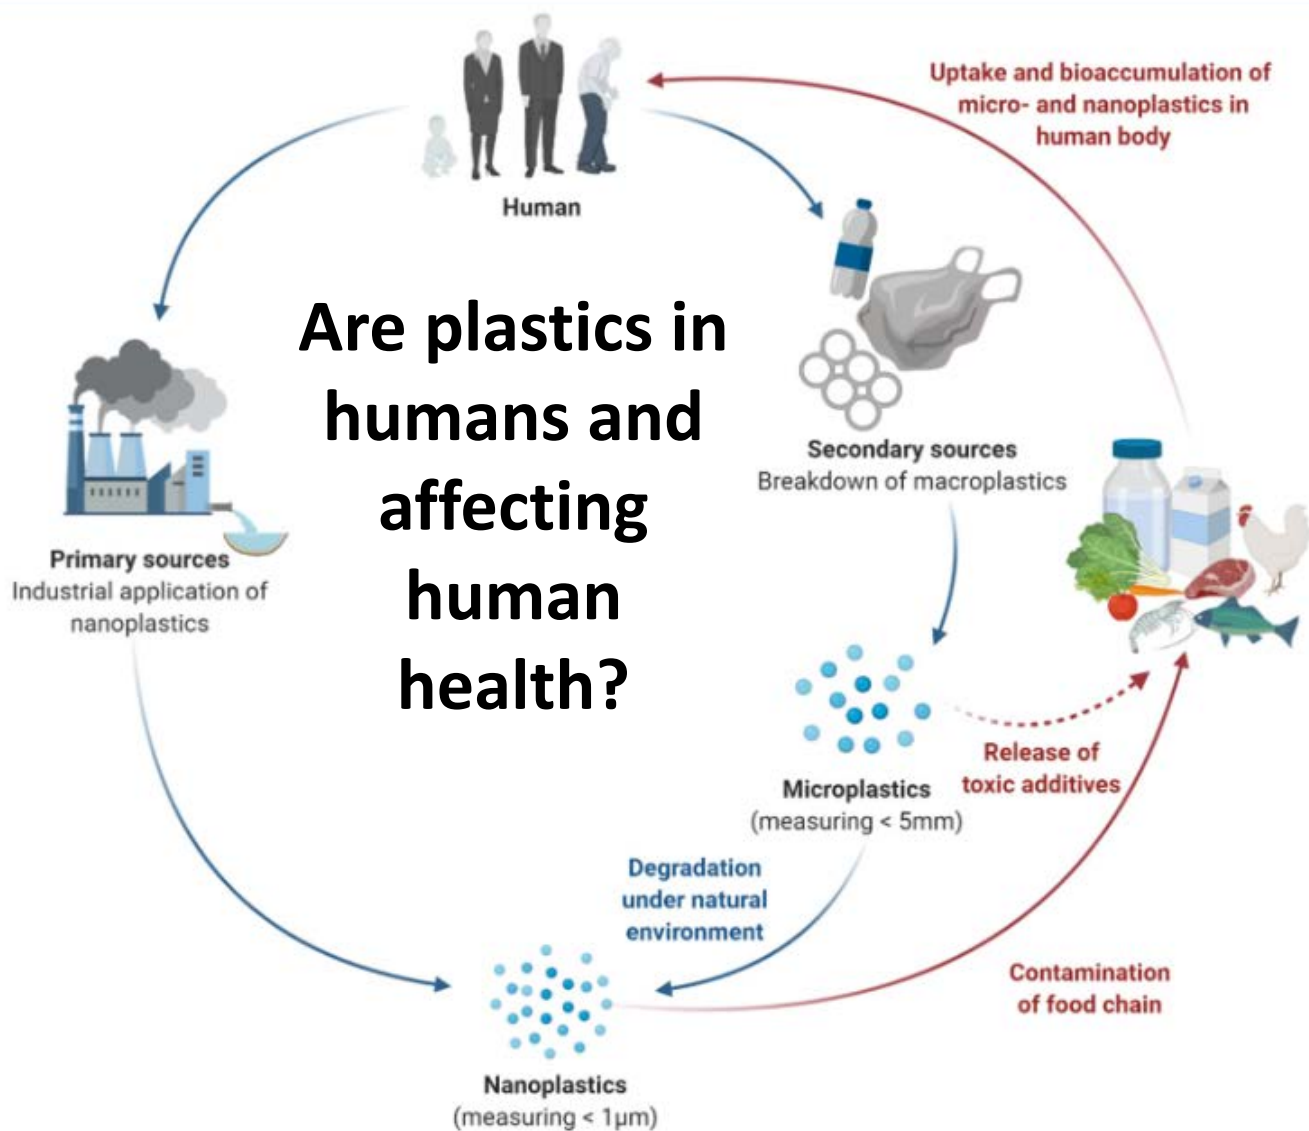 Uptake and bioaccumulation of
micro- and nanoplastics in
human body
Human
Are plastics in
humans and
affecting
human
health?
Secondary sources
Breakdown of macroplastics
Primary sources
Industrial application of
nanoplastics
Release of
toxic additives
Microplastics
(measuring < 5mm)
Degradation
under natural
environment
Contamination
of food chain
Nanoplastics
(measuring < 1µm)